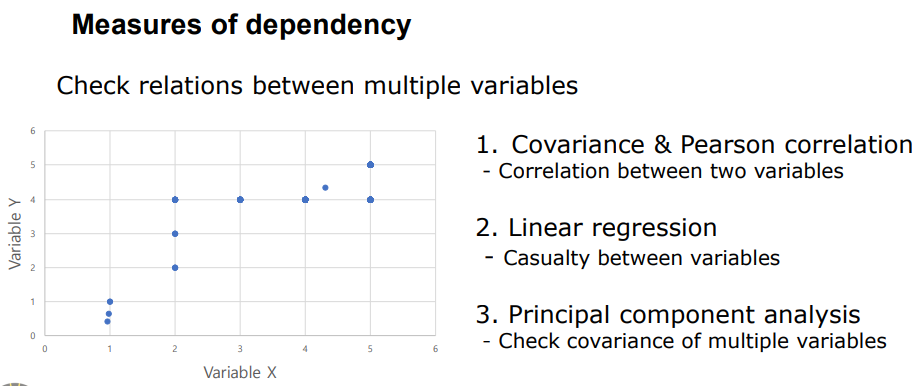 Measures of dependency
Check relations between multiple variables
6
5
4
3
2
1
0
Variable Y
0 1 2 3 4 5 6
Variable X
1. Covariance & Pearson correlation
- Correlation between two variables
2. Linear regression
- Casualty between variables
3. Principal component analysis
- Check covariance of multiple variables